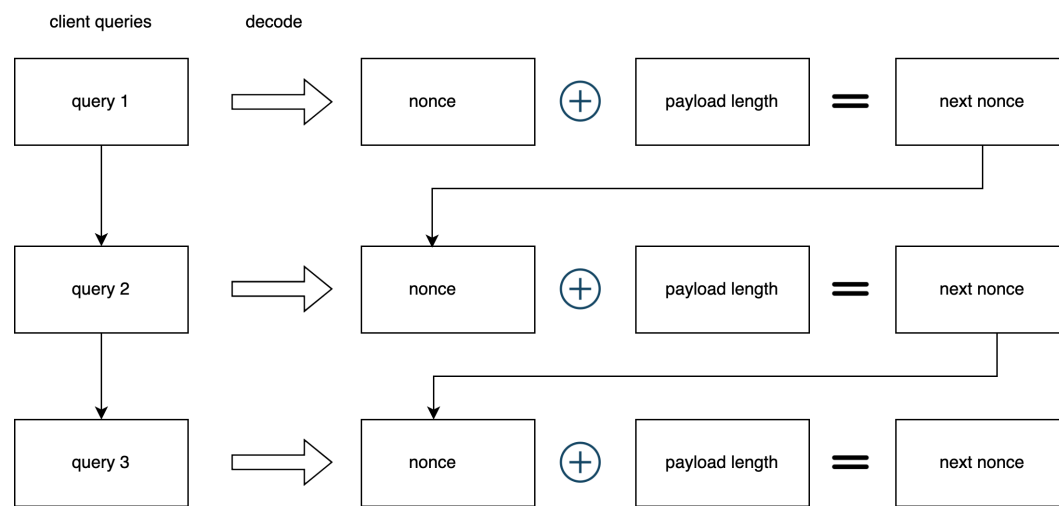 client queries
decode
query 1
nonce
payload length
next nonce
query 2
nonce
payload length
next nonce
query 3
nonce
payload length
next nonce